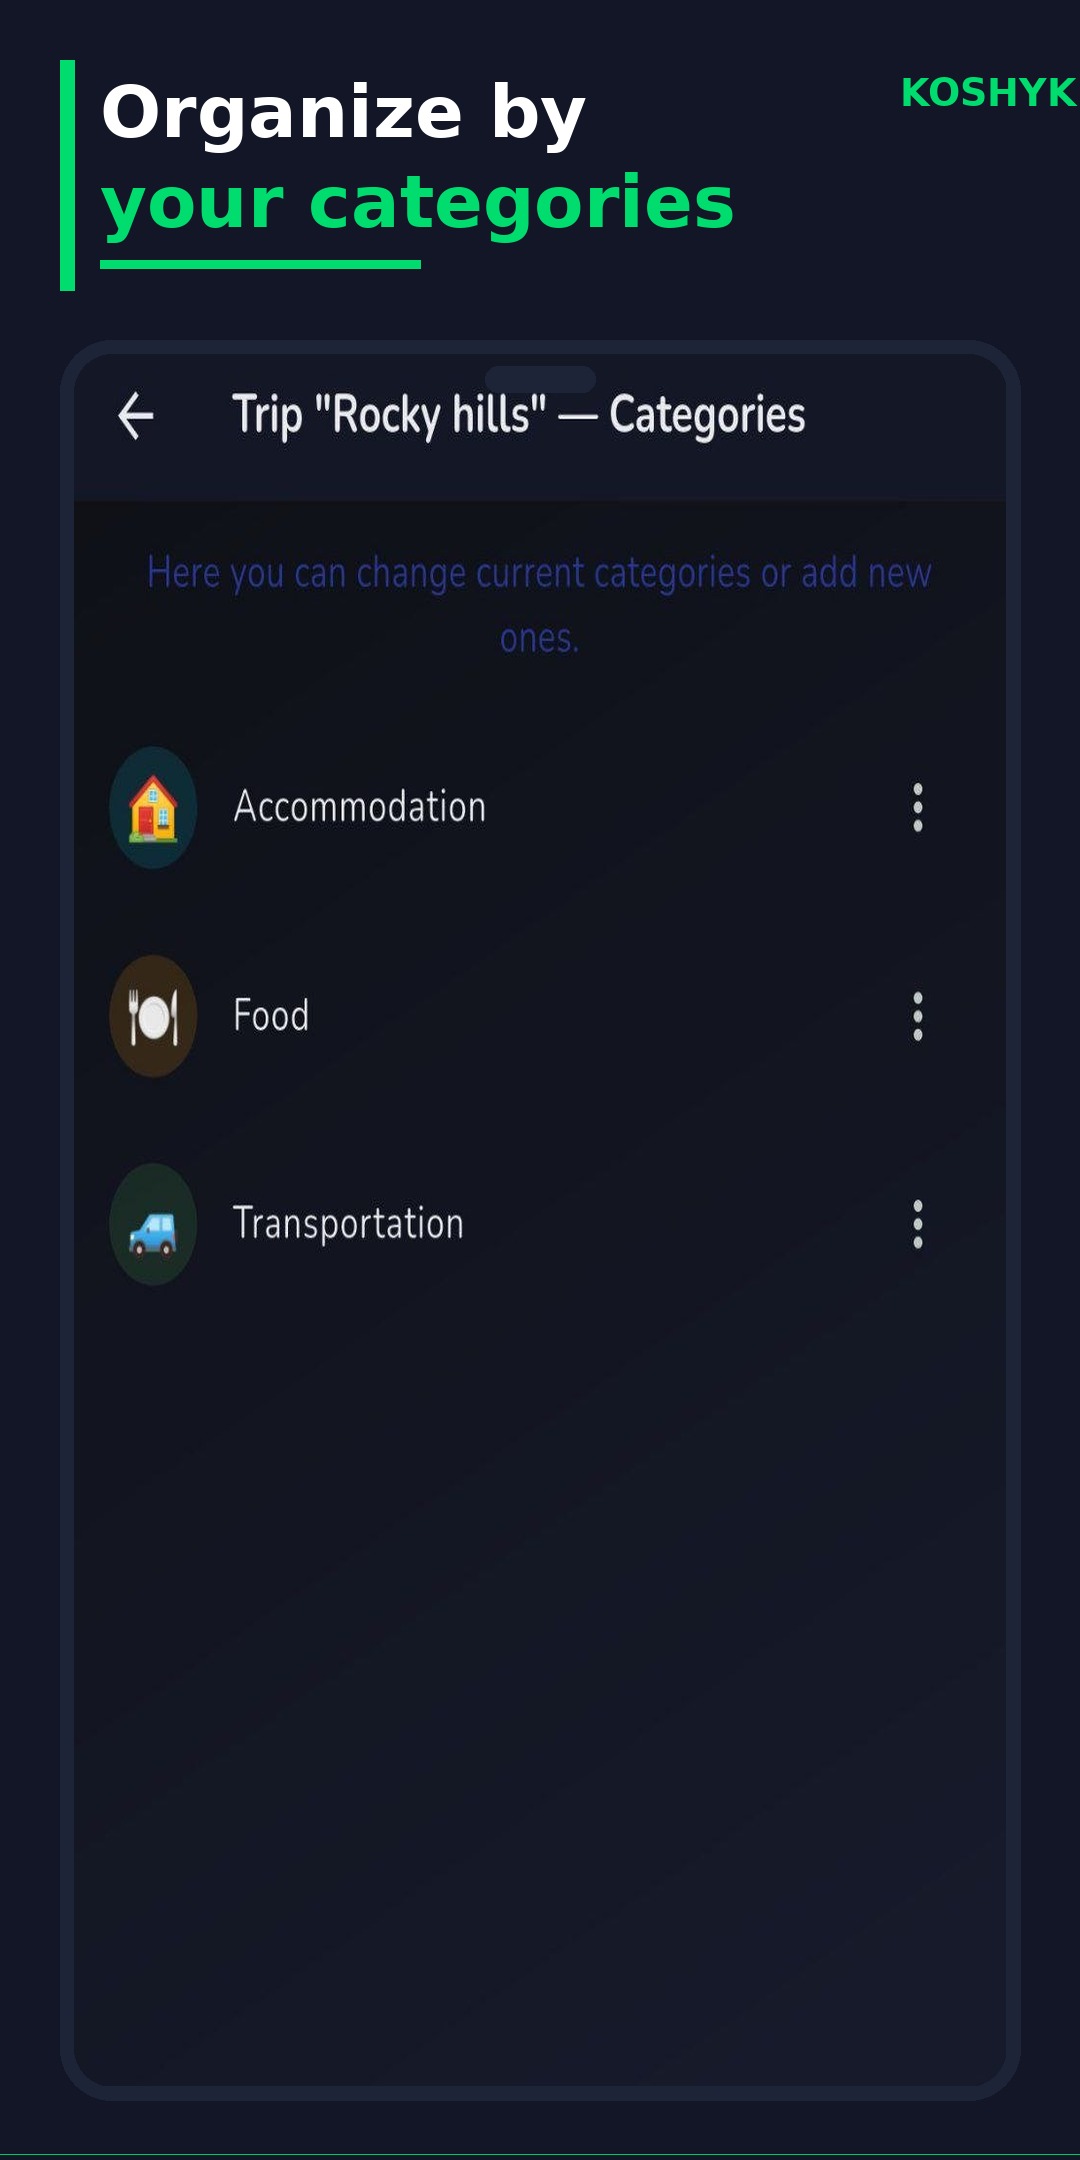 Organize by
KOSHYK
your categories
Trip "Rocky hills" — Categories
Here you can change current categories or add new
ones.
Accommodation
Food
Transportation